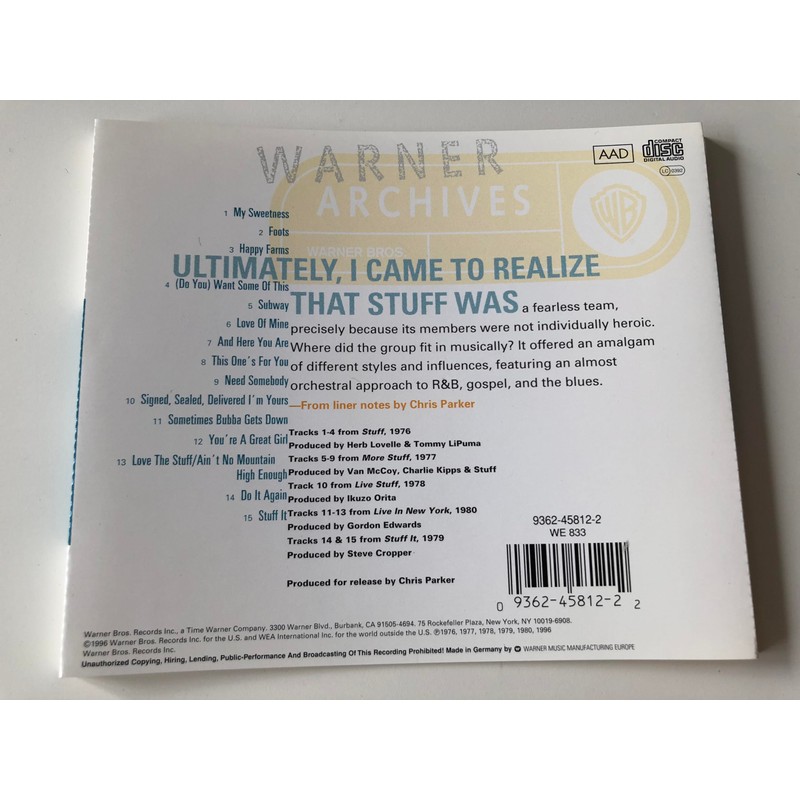 WARNER
ARCHIVES
WARNER BROS.
WB
AAD
COMPACT
disc
DIGITAL AUDIO
LC 0392
1 My Sweetness
2 Foots
3 Happy Farms
4 (Do You) Want Some Of This
5 Subway
6 Love Of Mine
7 And Here You Are
8 This One's For You
9 Need Somebody
10 Signed, Sealed, Delivered I'm Yours
11 Sometimes Bubba Gets Down
12 You're A Great Girl
13 Love The Stuff/Ain't No Mountain
High Enough
14 Do It Again
15 Stuff It
ULTIMATELY, I CAME TO REALIZE
THAT STUFF WAS a fearless team,
precisely because its members were not individually heroic.
Where did the group fit in musically? It offered an amalgam
of different styles and influences, featuring an almost
orchestral approach to R&B, gospel, and the blues.
—From liner notes by Chris Parker
Tracks 1-4 from Stuff, 1976
Produced by Herb Lovelle & Tommy LiPuma
Tracks 5-9 from More Stuff, 1977
Produced by Van McCoy, Charlie Kipps & Stuff
Track 10 from Live Stuff, 1978
Produced by Ikuzo Orita
Tracks 11-13 from Live In New York, 1980
Produced by Gordon Edwards
Tracks 14 & 15 from Stuff It, 1979
Produced by Steve Cropper
Produced for release by Chris Parker
9362-45812-2
WE 833
0 9362-45812-2 2
Warner Bros. Records Inc., a Time Warner Company. 3300 Warner Blvd., Burbank, CA 91505-4694. 75 Rockefeller Plaza, New York, NY 10019-6908.
©1996 Warner Bros. Records Inc. for the U.S. and WEA International Inc. for the world outside the U.S. ℗1976, 1977, 1978, 1979, 1980, 1996
Warner Bros. Records Inc.
Unauthorized Copying, Hiring, Lending, Public-Performance And Broadcasting Of This Recording Prohibited! Made in Germany by WARNER MUSIC MANUFACTURING EUROPE